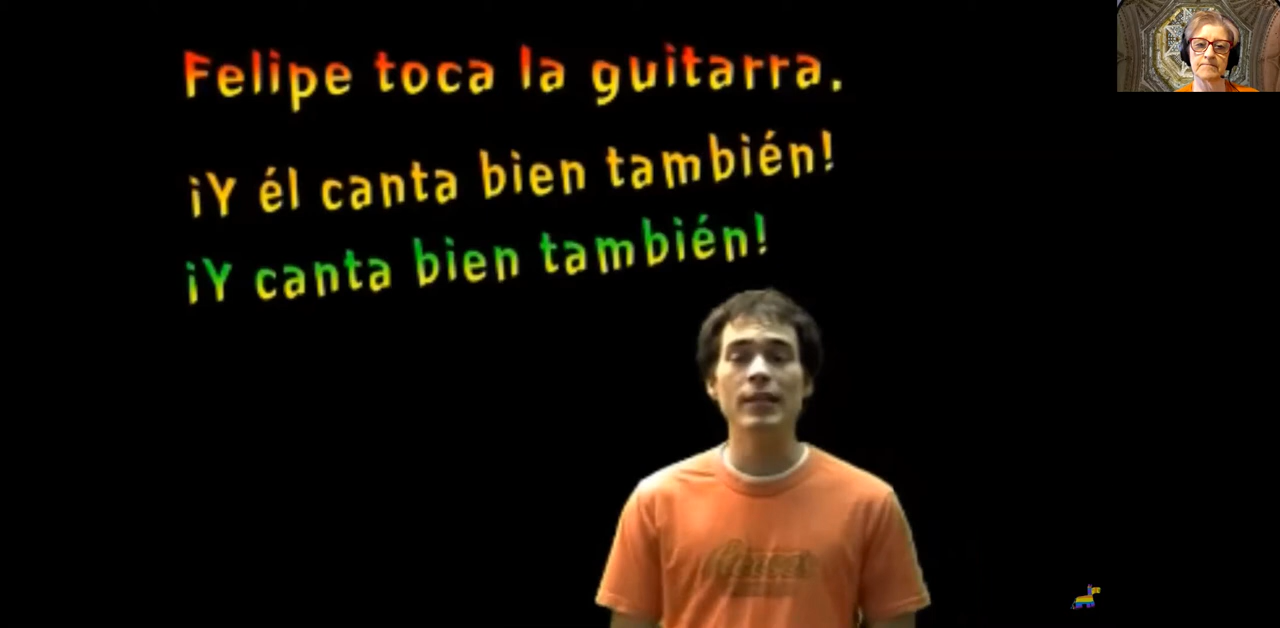 Felipe toca la guitarra.
¡Y él canta bien también!
¡Y canta bien también!